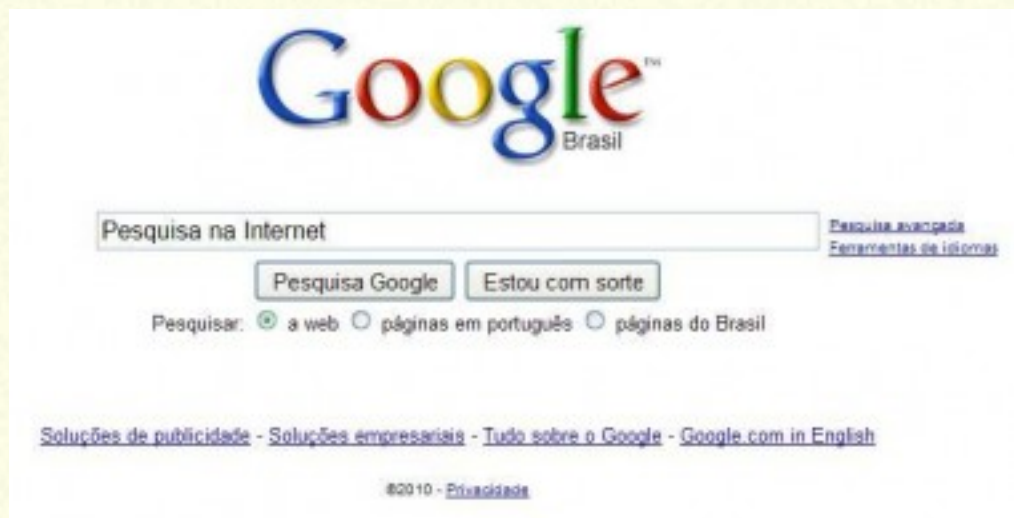 Google™
Brasil
Pesquisa na Internet
Pesquisa avançada
Ferramentas de idiomas
Pesquisa Google Estou com sorte
Pesquisar: a web páginas em português páginas do Brasil
Soluções de publicidade - Soluções empresariais - Tudo sobre o Google - Google.com in English
©2010 - Privacidade